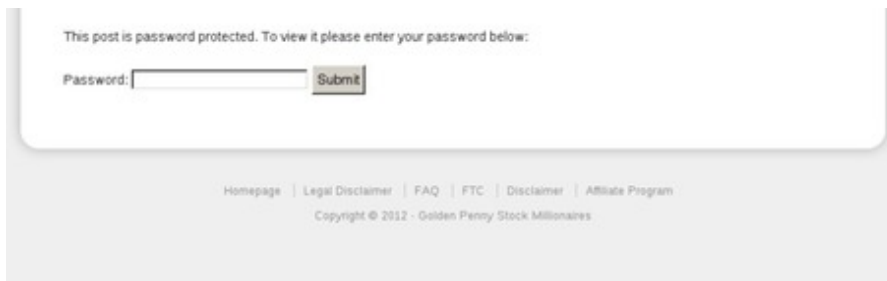 This post is password protected. To view it please enter your password below:
Password: Submit
Homepage | Legal Disclaimer | FAQ | FTC | Disclaimer | Affiliate Program
Copyright © 2012 - Golden Penny Stock Millionaires